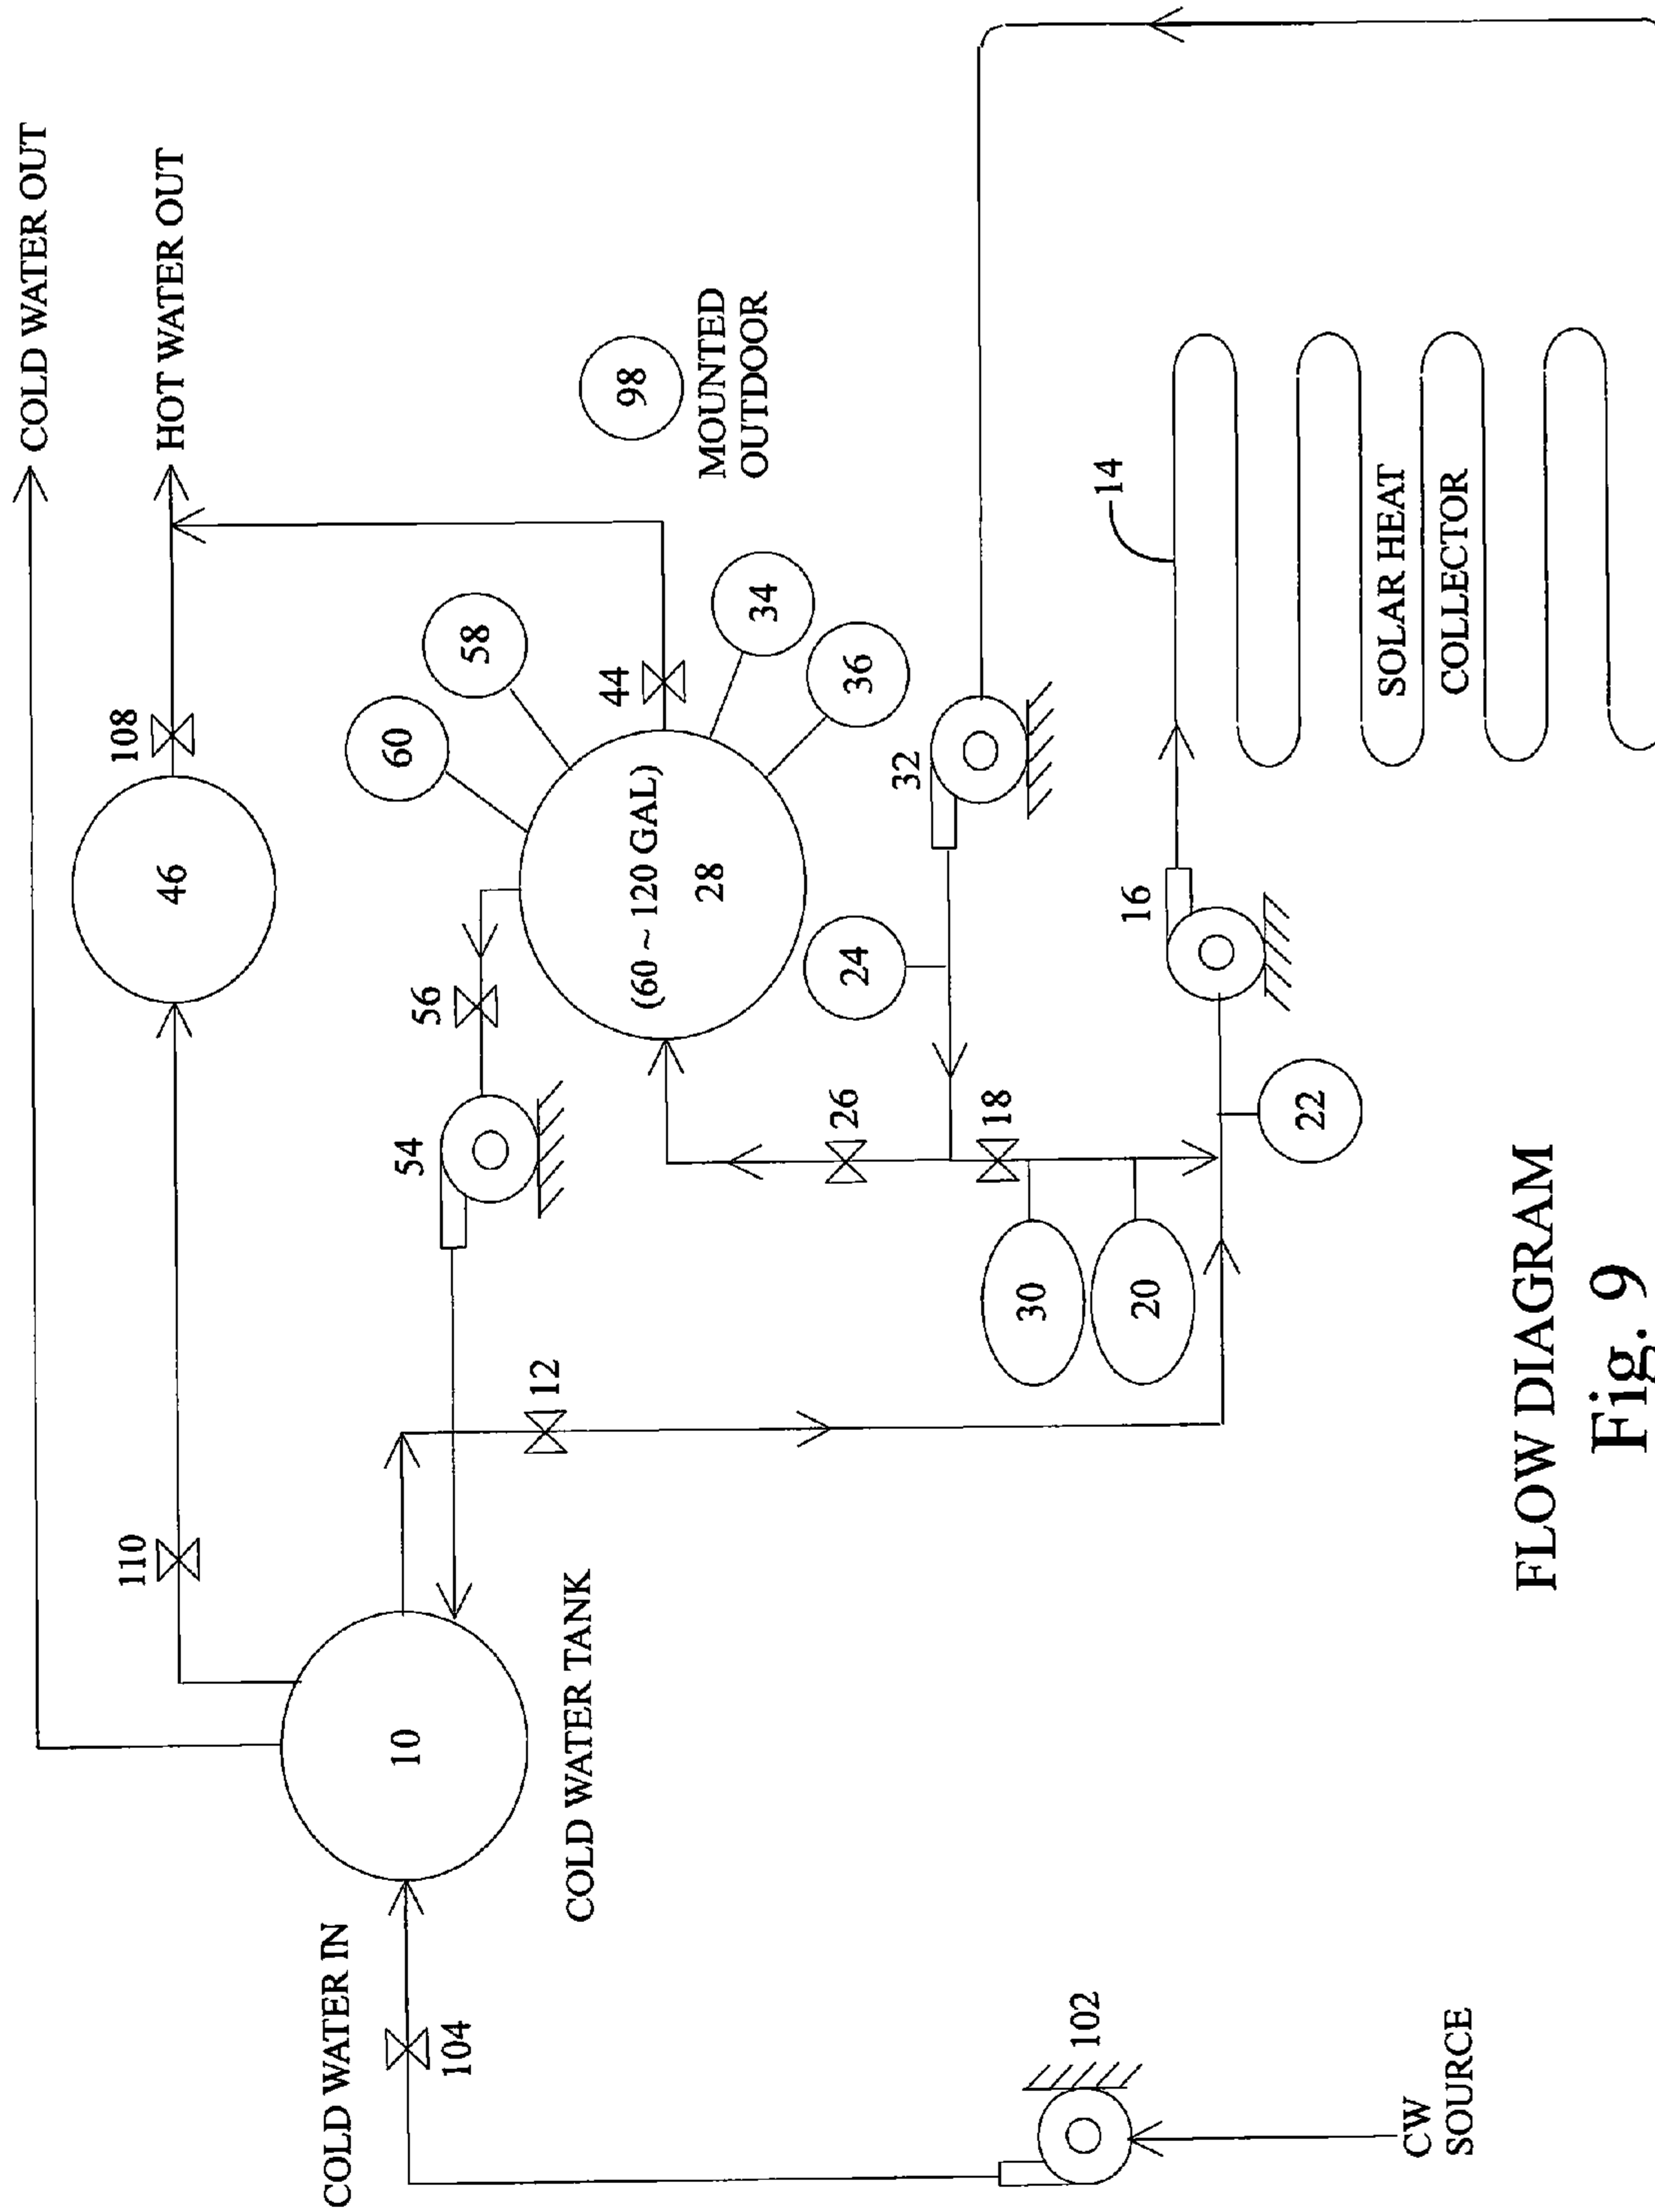 COLD WATER OUT
HOT WATER OUT
110
108
46
COLD WATER IN
104
10
COLD WATER TANK
12
54
56
60
58
44
(60 ~ 120 GAL)
28
34
36
98
MOUNTED
OUTDOOR
26
24
32
18
30
20
22
16
14
SOLAR HEAT
COLLECTOR
102
CW
SOURCE
FLOW DIAGRAM
Fig. 9